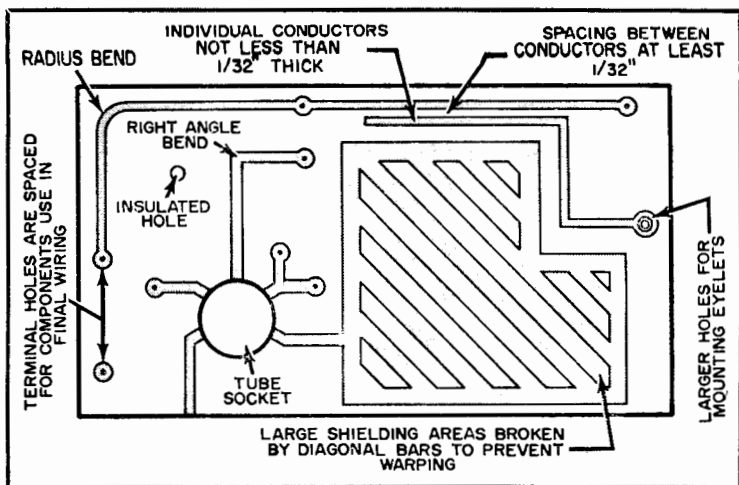 INDIVIDUAL CONDUCTORS
NOT LESS THAN
1/32" THICK
SPACING BETWEEN
CONDUCTORS AT LEAST
1/32"
RADIUS BEND
RIGHT ANGLE
BEND
INSULATED
HOLE
TERMINAL HOLES ARE SPACED
FOR COMPONENTS USE IN
FINAL WIRING
TUBE
SOCKET
LARGER HOLES FOR
MOUNTING EYELETS
LARGE SHIELDING AREAS BROKEN
BY DIAGONAL BARS TO PREVENT
WARPING